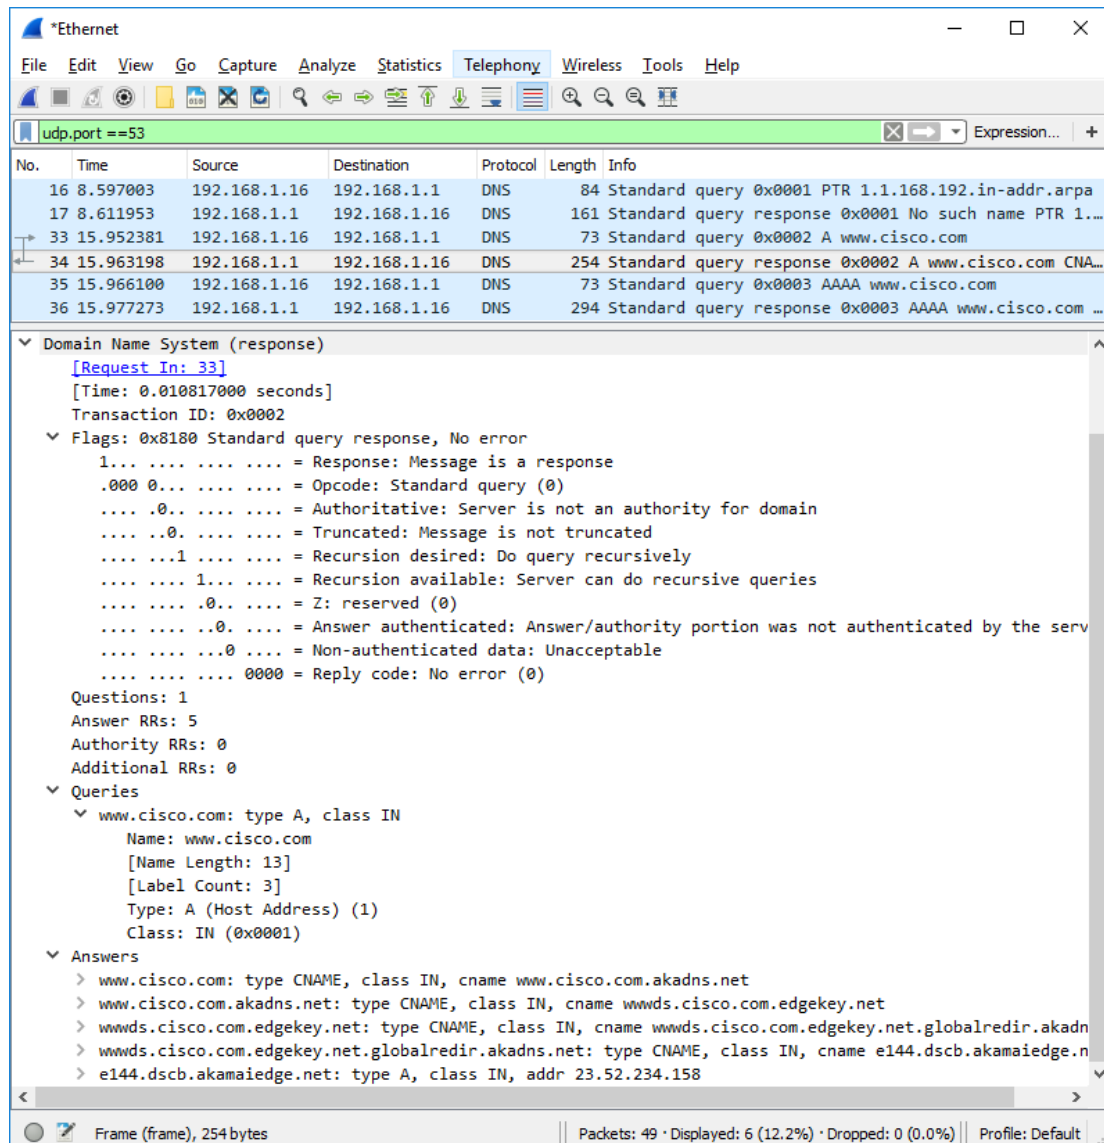 *Ethernet
File Edit View Go Capture Analyze Statistics Telephony Wireless Tools Help
udp.port ==53 Expression... +
No. Time Source Destination Protocol Length Info
16 8.597003 192.168.1.16 192.168.1.1 DNS 84 Standard query 0x0001 PTR 1.1.168.192.in-addr.arpa
17 8.611953 192.168.1.1 192.168.1.16 DNS 161 Standard query response 0x0001 No such name PTR 1....
33 15.952381 192.168.1.16 192.168.1.1 DNS 73 Standard query 0x0002 A www.cisco.com
34 15.963198 192.168.1.1 192.168.1.16 DNS 254 Standard query response 0x0002 A www.cisco.com CNA...
35 15.966100 192.168.1.16 192.168.1.1 DNS 73 Standard query 0x0003 AAAA www.cisco.com
36 15.977273 192.168.1.1 192.168.1.16 DNS 294 Standard query response 0x0003 AAAA www.cisco.com ...
Domain Name System (response)
[Request In: 33]
[Time: 0.010817000 seconds]
Transaction ID: 0x0002
Flags: 0x8180 Standard query response, No error
1... .... .... .... = Response: Message is a response
.000 0... .... .... = Opcode: Standard query (0)
.... .0.. .... .... = Authoritative: Server is not an authority for domain
.... ..0. .... .... = Truncated: Message is not truncated
.... ...1 .... .... = Recursion desired: Do query recursively
.... .... 1... .... = Recursion available: Server can do recursive queries
.... .... .0.. .... = Z: reserved (0)
.... .... ..0. .... = Answer authenticated: Answer/authority portion was not authenticated by the serv
.... .... ...0 .... = Non-authenticated data: Unacceptable
.... .... .... 0000 = Reply code: No error (0)
Questions: 1
Answer RRs: 5
Authority RRs: 0
Additional RRs: 0
Queries
www.cisco.com: type A, class IN
Name: www.cisco.com
[Name Length: 13]
[Label Count: 3]
Type: A (Host Address) (1)
Class: IN (0x0001)
Answers
www.cisco.com: type CNAME, class IN, cname www.cisco.com.akadns.net
www.cisco.com.akadns.net: type CNAME, class IN, cname wwwds.cisco.com.edgekey.net
wwwds.cisco.com.edgekey.net: type CNAME, class IN, cname wwwds.cisco.com.edgekey.net.globalredir.akadn
wwwds.cisco.com.edgekey.net.globalredir.akadns.net: type CNAME, class IN, cname e144.dscb.akamaiedge.n
e144.dscb.akamaiedge.net: type A, class IN, addr 23.52.234.158
Frame (frame), 254 bytes Packets: 49 · Displayed: 6 (12.2%) · Dropped: 0 (0.0%) Profile: Default